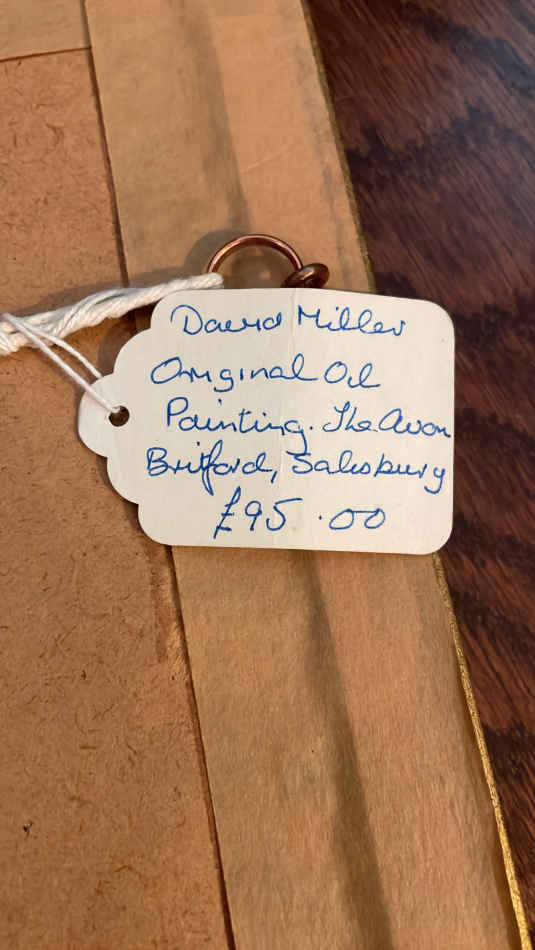 David Miller
Original Oil
Painting. The Avon
Britford, Salisbury
£95.00